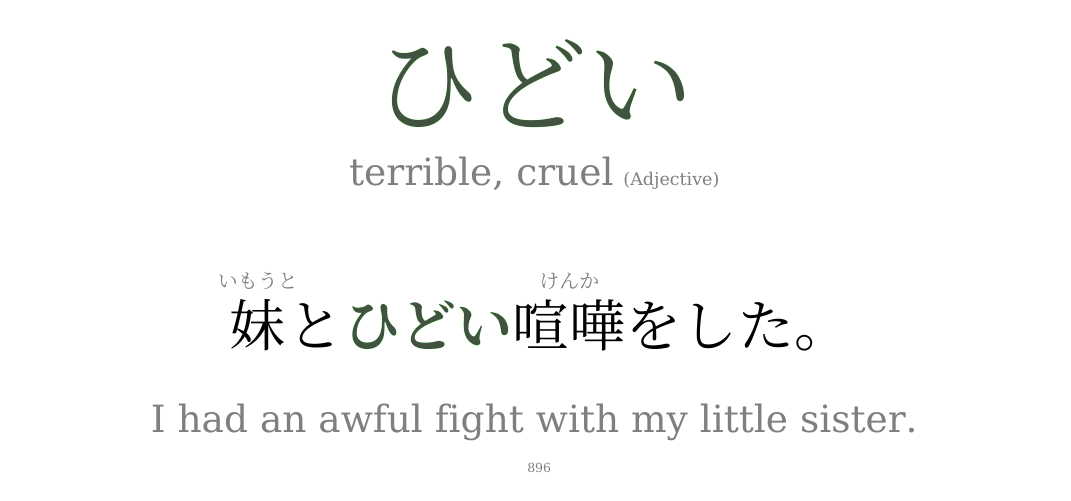 ひどい
terrible, cruel (Adjective)
いもうと けんか
妹とひどい喧嘩をした。
I had an awful fight with my little sister.
896